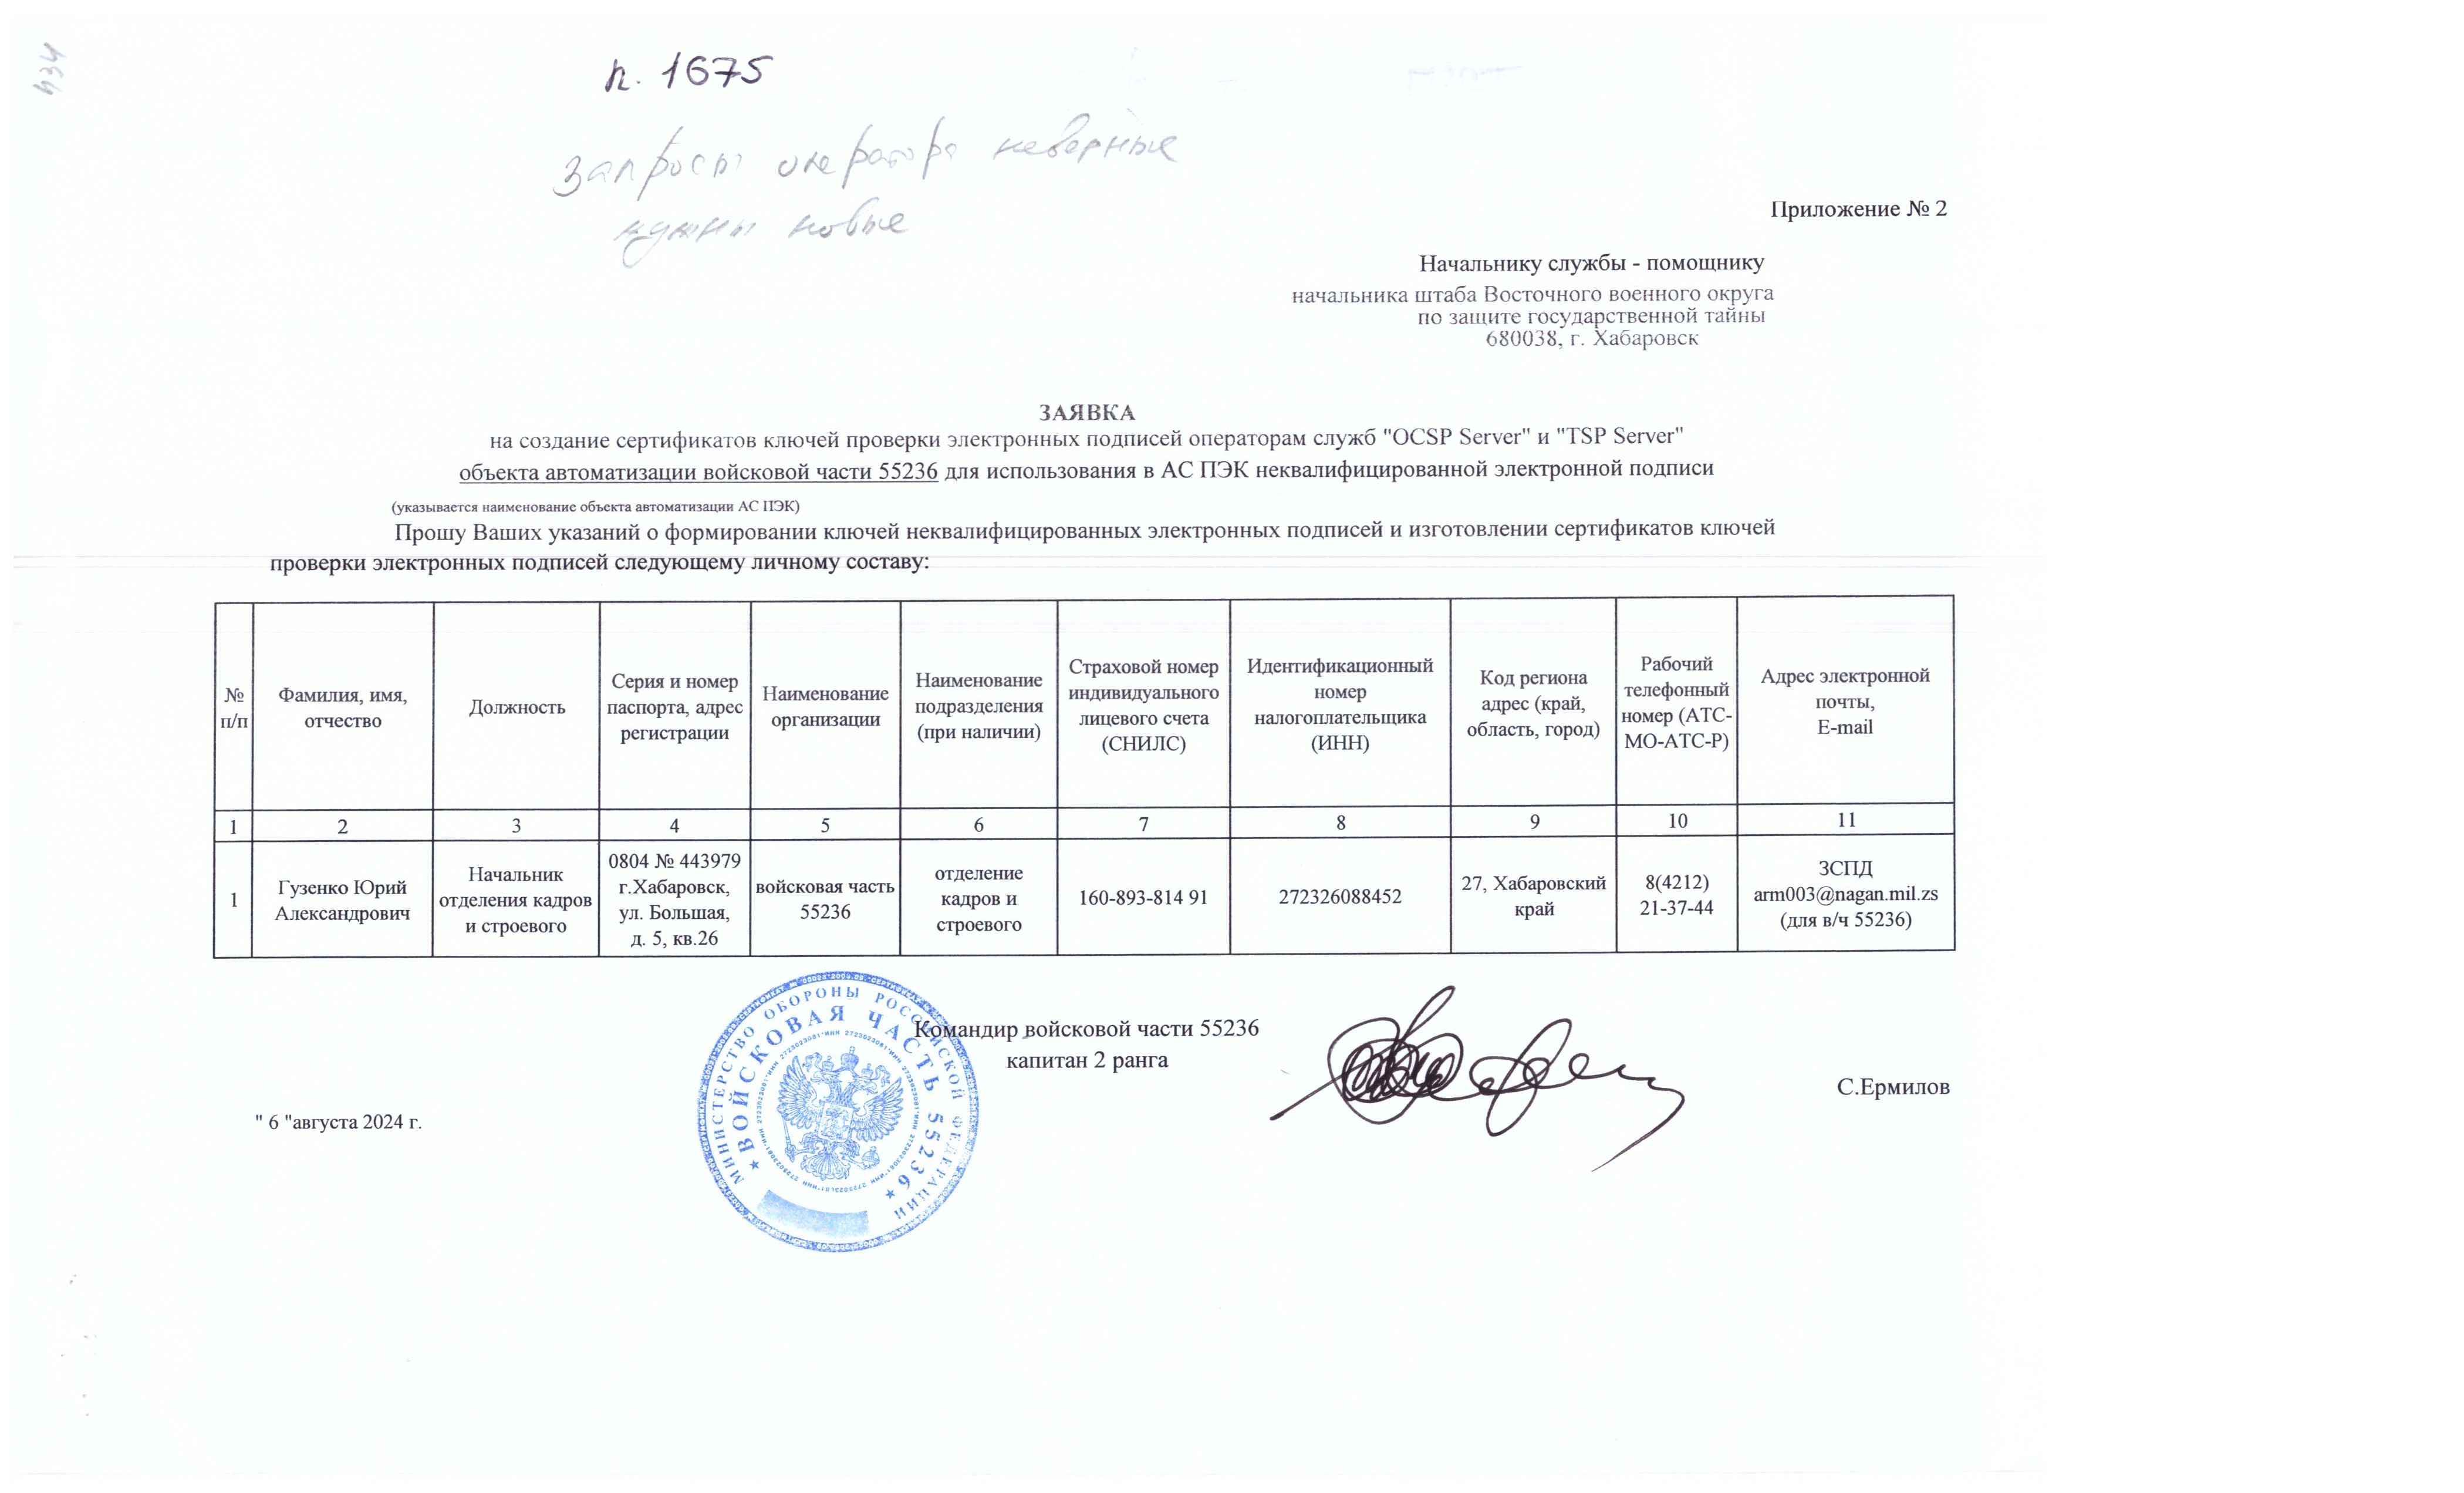 п. 1675
запросы оператора неверные
нужны новые
Приложение № 2
Начальнику службы - помощнику
начальника штаба Восточного военного округа
по защите государственной тайны
680038, г. Хабаровск
ЗАЯВКА
на создание сертификатов ключей проверки электронных подписей операторам служб "OCSP Server" и "TSP Server"
объекта автоматизации войсковой части 55236 для использования в АС ПЭК неквалифицированной электронной подписи
(указывается наименование объекта автоматизации АС ПЭК)
Прошу Ваших указаний о формировании ключей неквалифицированных электронных подписей и изготовлении сертификатов ключей
проверки электронных подписей следующему личному составу:
№
п/п
Фамилия, имя,
отчество
Должность
Серия и номер
паспорта, адрес
регистрации
Наименование
организации
Наименование
подразделения
(при наличии)
Страховой номер
индивидуального
лицевого счета
(СНИЛС)
Идентификационный
номер
налогоплательщика
(ИНН)
Код региона
адрес (край,
область, город)
Рабочий
телефонный
номер (АТС-
МО-АТС-Р)
Адрес электронной
почты,
E-mail
1 2 3 4 5 6 7 8 9 10 11
1
Гузенко Юрий
Александрович
Начальник
отделения кадров
и строевого
0804 № 443979
г.Хабаровск,
ул. Большая,
д. 5, кв.26
войсковая часть
55236
отделение
кадров и
строевого
160-893-814 91
272326088452
27, Хабаровский
край
8(4212)
21-37-44
ЗСПД
arm003@nagan.mil.zs
(для в/ч 55236)
Командир войсковой части 55236
капитан 2 ранга
С.Ермилов
" 6 "августа 2024 г.
МИНИСТЕРСТВО ОБОРОНЫ РОССИЙСКОЙ ФЕДЕРАЦИИ
ВОЙСКОВАЯ ЧАСТЬ 55236